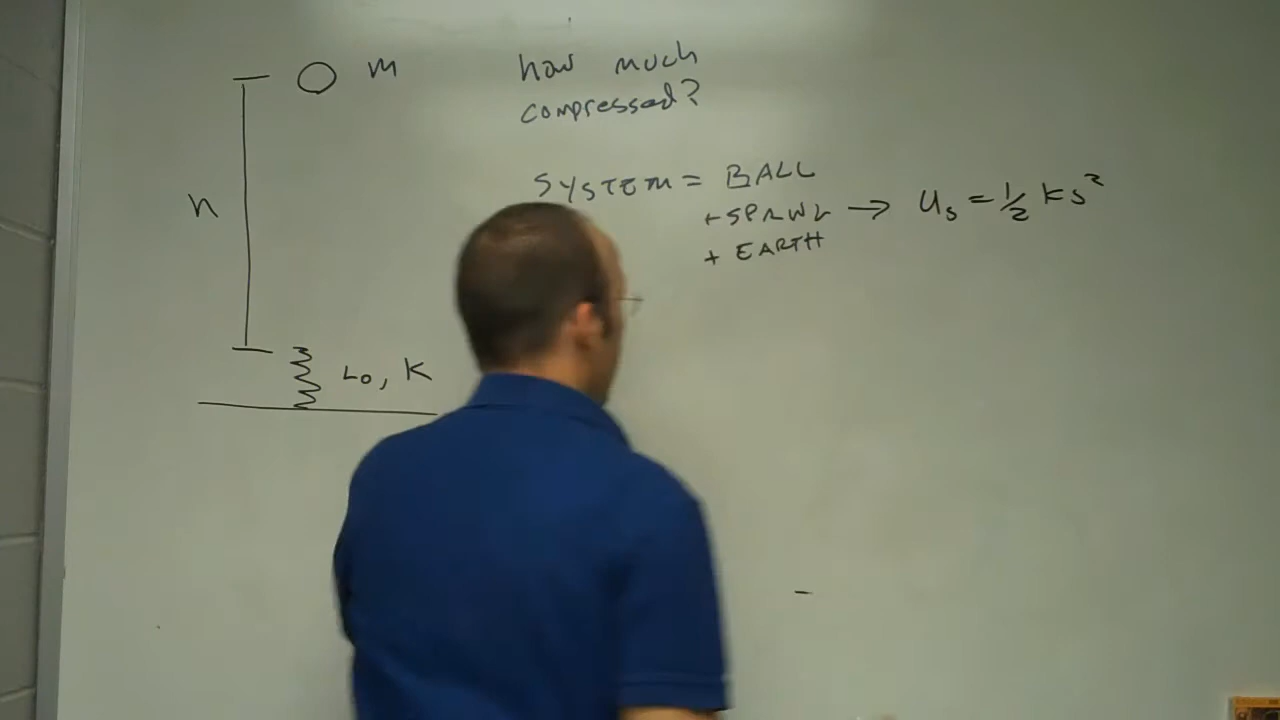 m
how much
compressed?
h
SYSTEM = BALL
+ SPRING → Us = 1/2 ks²
+ EARTH
L0, K